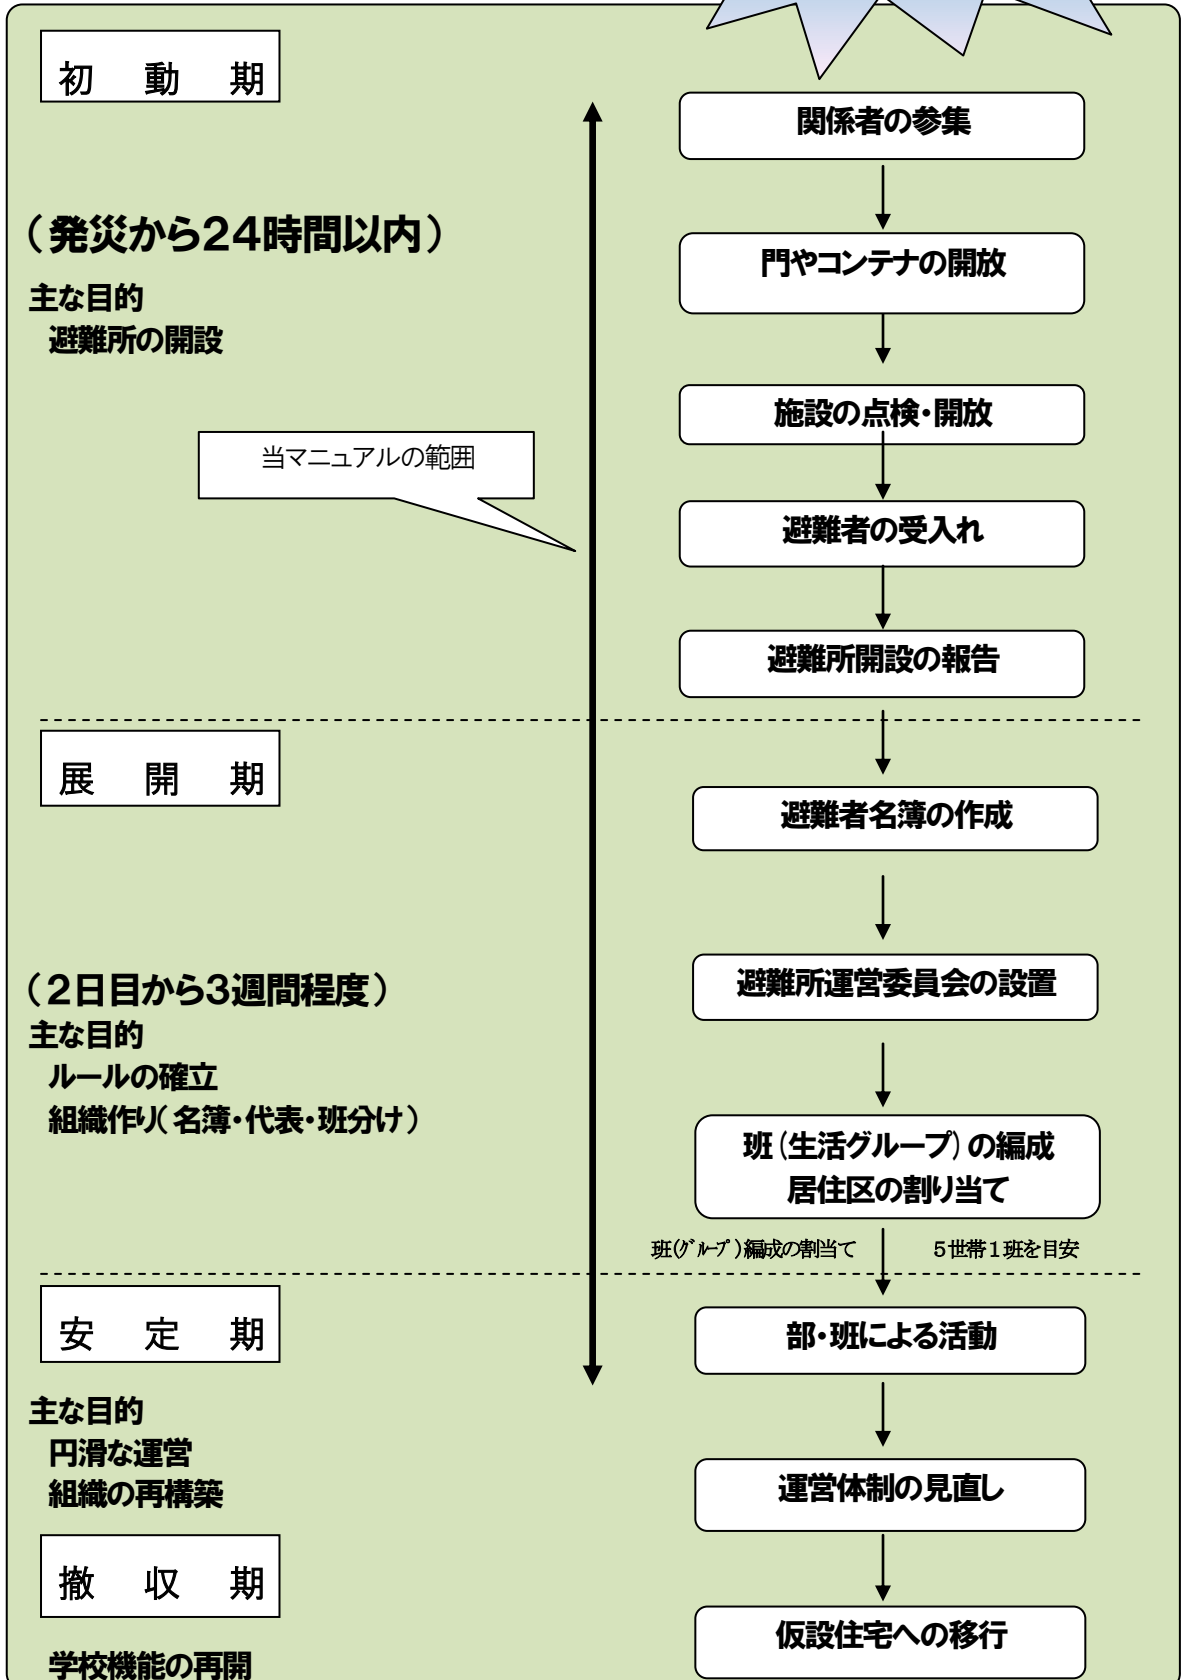 初 動 期
関係者の参集
(発災から24時間以内)
門やコンテナの開放
主な目的
避難所の開設
施設の点検・開放
当マニュアルの範囲
避難者の受入れ
避難所開設の報告
展 開 期
避難者名簿の作成
(2日目から3週間程度)
避難所運営委員会の設置
主な目的
ルールの確立
組織作り(名簿・代表・班分け)
班(生活グループ)の編成
居住区の割り当て
班(グループ)編成の割当て 5世帯1班を目安
安 定 期
部・班による活動
主な目的
円滑な運営
組織の再構築
運営体制の見直し
撤 収 期
仮設住宅への移行
学校機能の再開